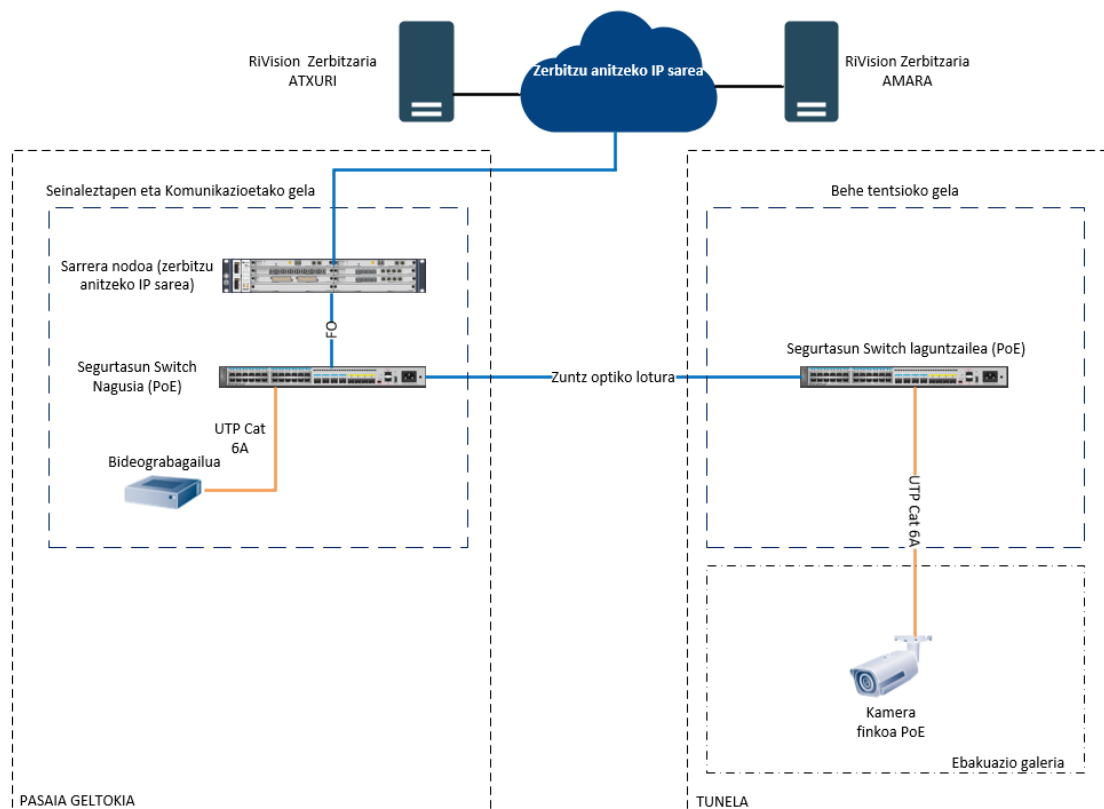 RiVision Zerbitzaria
ATXURI
Zerbitzu anitzeko IP sarea
RiVision Zerbitzaria
AMARA
Seinaleztapen eta Komunikazioetako gela
Behe tentsioko gela
Sarrera nodoa (zerbitzu
anitzeko IP sarea)
FO
Segurtasun Switch
Nagusia (PoE)
Segurtasun Switch laguntzailea (PoE)
Zuntz optiko lotura
UTP Cat
6A
Bideograbagailua
UTP Cat 6A
Kamera
finkoa PoE
Ebakuazio galeria
PASAIA GELTOKIA
TUNELA